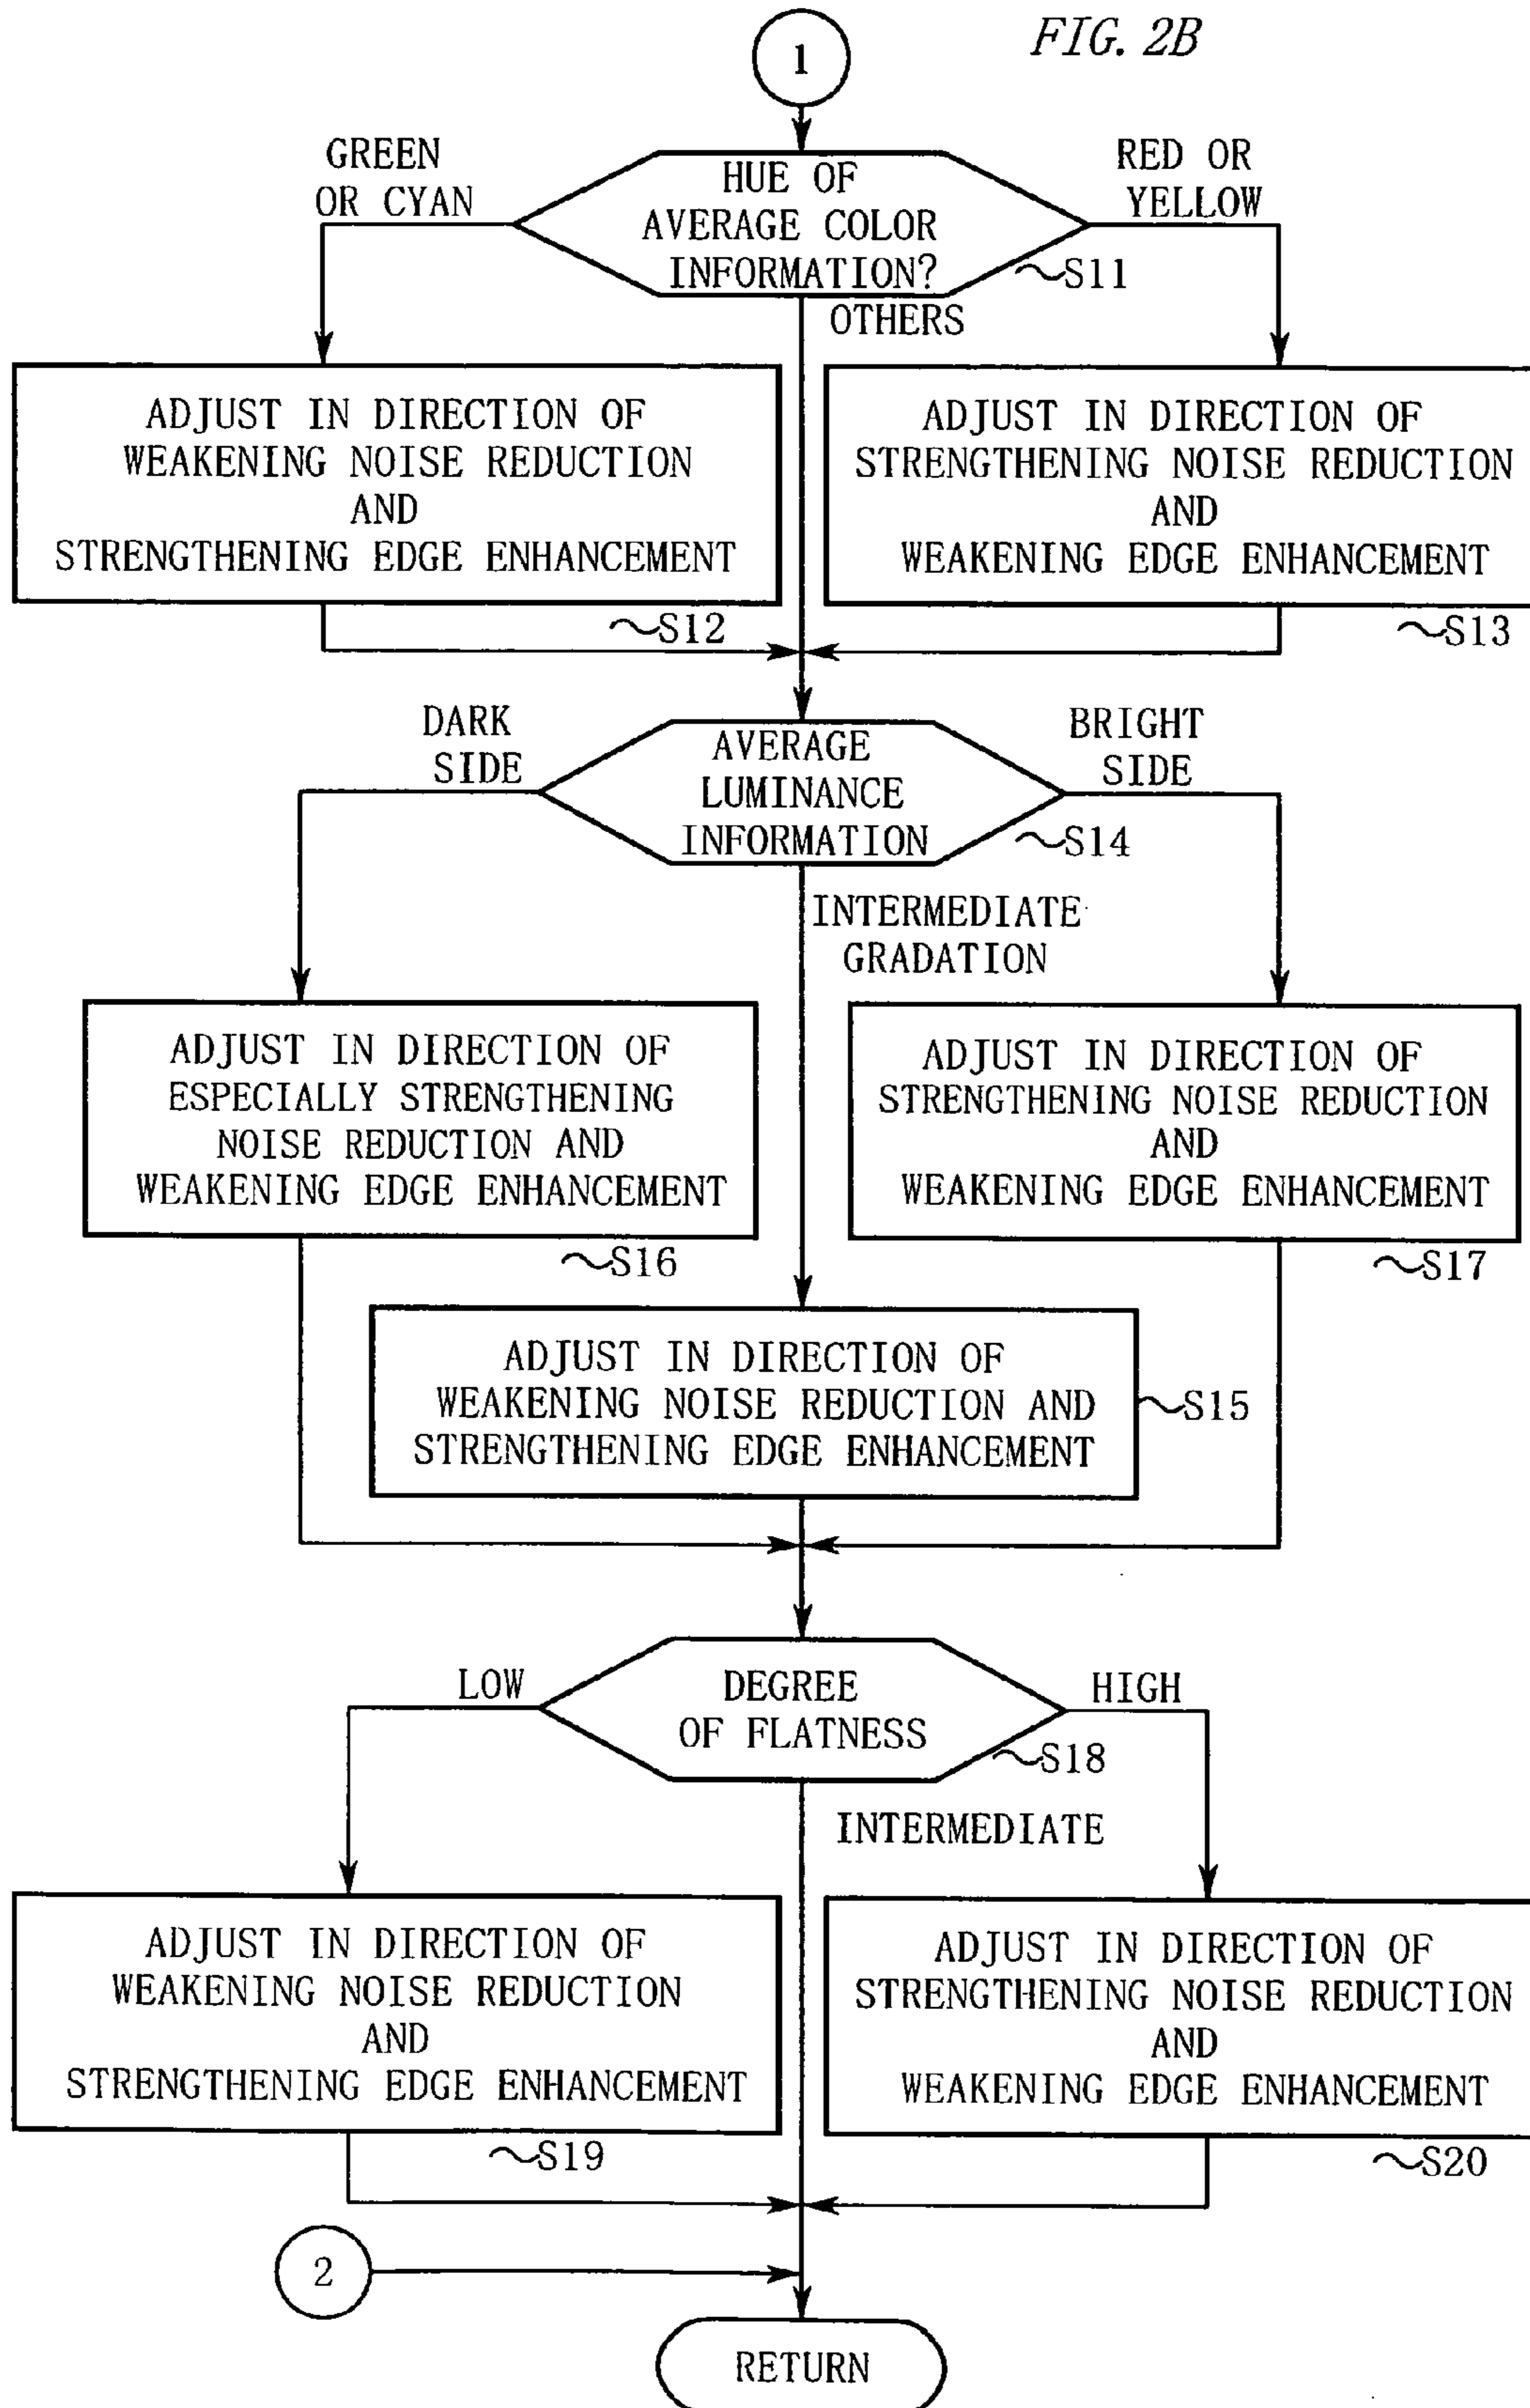 FIG. 2B
1
GREEN
OR CYAN
HUE OF
AVERAGE COLOR
INFORMATION?
RED OR
YELLOW
~S11
OTHERS
ADJUST IN DIRECTION OF
WEAKENING NOISE REDUCTION
AND
STRENGTHENING EDGE ENHANCEMENT
~S12
ADJUST IN DIRECTION OF
STRENGTHENING NOISE REDUCTION
AND
WEAKENING EDGE ENHANCEMENT
~S13
DARK
SIDE
AVERAGE
LUMINANCE
INFORMATION
BRIGHT
SIDE
~S14
INTERMEDIATE
GRADATION
ADJUST IN DIRECTION OF
ESPECIALLY STRENGTHENING
NOISE REDUCTION AND
WEAKENING EDGE ENHANCEMENT
~S16
ADJUST IN DIRECTION OF
STRENGTHENING NOISE REDUCTION
AND
WEAKENING EDGE ENHANCEMENT
~S17
ADJUST IN DIRECTION OF
WEAKENING NOISE REDUCTION AND
STRENGTHENING EDGE ENHANCEMENT
~S15
LOW
DEGREE
OF FLATNESS
HIGH
~S18
INTERMEDIATE
ADJUST IN DIRECTION OF
WEAKENING NOISE REDUCTION
AND
STRENGTHENING EDGE ENHANCEMENT
~S19
ADJUST IN DIRECTION OF
STRENGTHENING NOISE REDUCTION
AND
WEAKENING EDGE ENHANCEMENT
~S20
2
RETURN